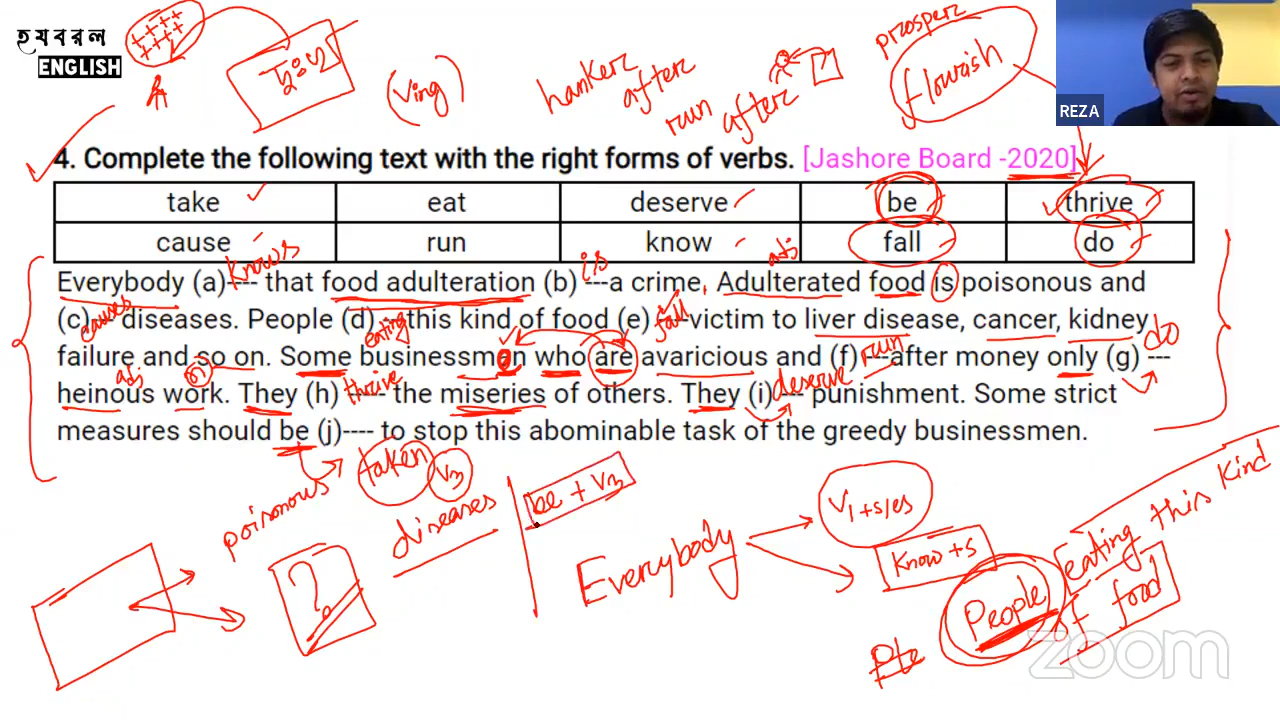 হ য ব র ল
ENGLISH
(Ving)
hanker after
run after
prosper
flourish
REZA
4. Complete the following text with the right forms of verbs. [Jashore Board -2020]
take eat deserve be thrive
cause run know fall do
knows is adj
Everybody (a)---- that food adulteration (b) ---a crime. Adulterated food is poisonous and
causes eating fall
(c)--- diseases. People (d)---this kind of food (e) ---victim to liver disease, cancer, kidney
run do
failure and so on. Some businessmen who are avaricious and (f)---after money only (g) ---
adj thrive deserve
heinous work. They (h)---- the miseries of others. They (i)--- punishment. Some strict
measures should be (j)---- to stop this abominable task of the greedy businessmen.
taken V3
poisonous
?
diseases
be + V3
Everybody
V1+s/es
Know+s
People eating this kind
of food
zoom